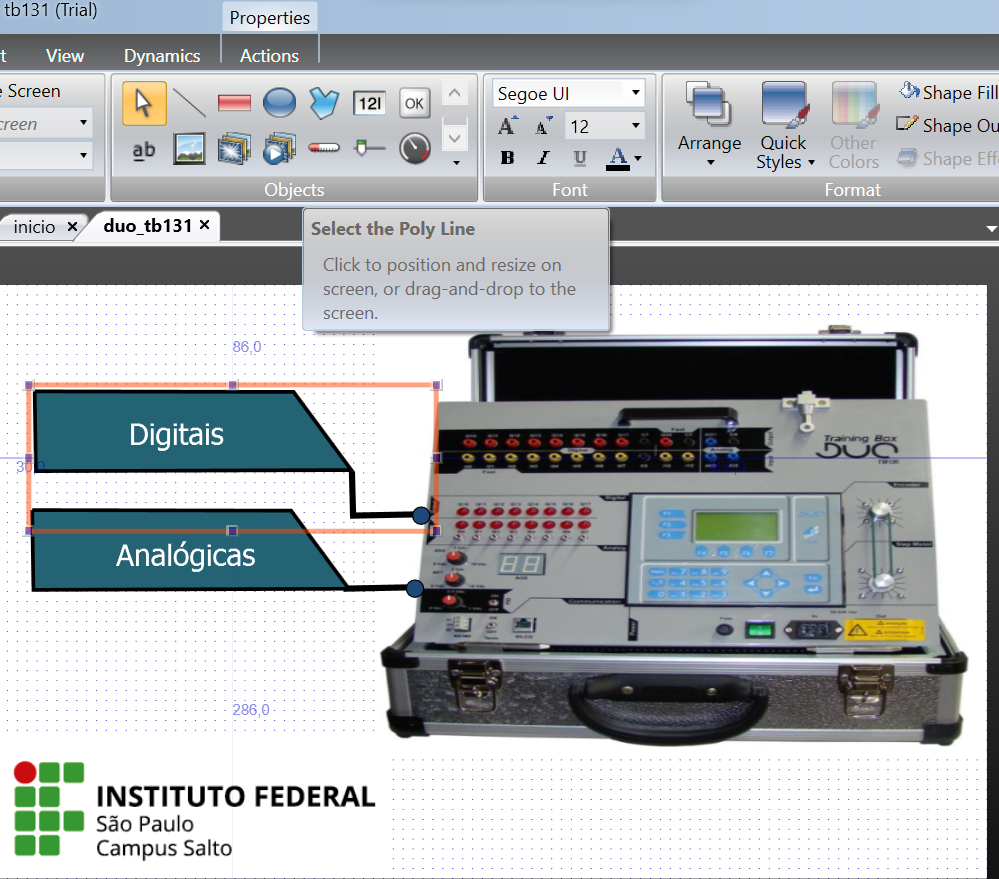 tb131 (Trial)
Properties
t View Dynamics Actions
e Screen
creen
12l
OK
ab
Objects
Segoe UI
A A 12
B I U A
Font
Arrange
Quick
Styles
Other
Colors
Shape Fill
Shape Ou
Shape Effe
Format
inicio × duo_tb131 ×
Select the Poly Line
Click to position and resize on
screen, or drag-and-drop to the
screen.
86,0
Digitais
30,0
Analógicas
286,0
Training Box
DUO
INSTITUTO FEDERAL
São Paulo
Campus Salto